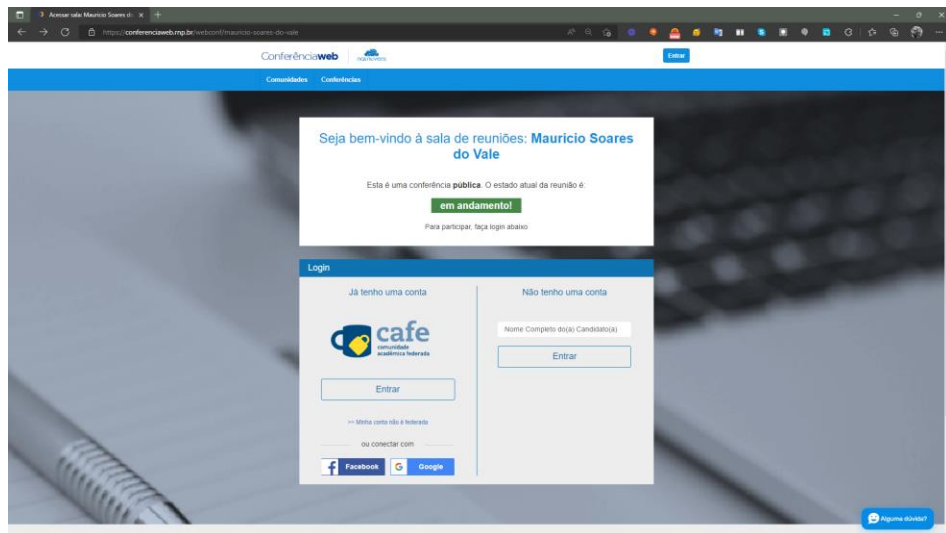 Acessar sala: Mauricio Soares d
https://conferenciaweb.rnp.br/webconf/mauricio-soares-do-vale
Conferênciaweb
Entrar
Comunidades Conferências
Seja bem-vindo à sala de reuniões: Mauricio Soares
do Vale
Esta é uma conferência pública. O estado atual da reunião é:
em andamento!
Para participar, faça login abaixo
Login
Já tenho uma conta
cafe
comunidade
acadêmica federada
Entrar
>> Minha conta não é federada
ou conectar com
Facebook
Google
Não tenho uma conta
Nome Completo do(a) Candidato(a)
Entrar
Alguma dúvida?